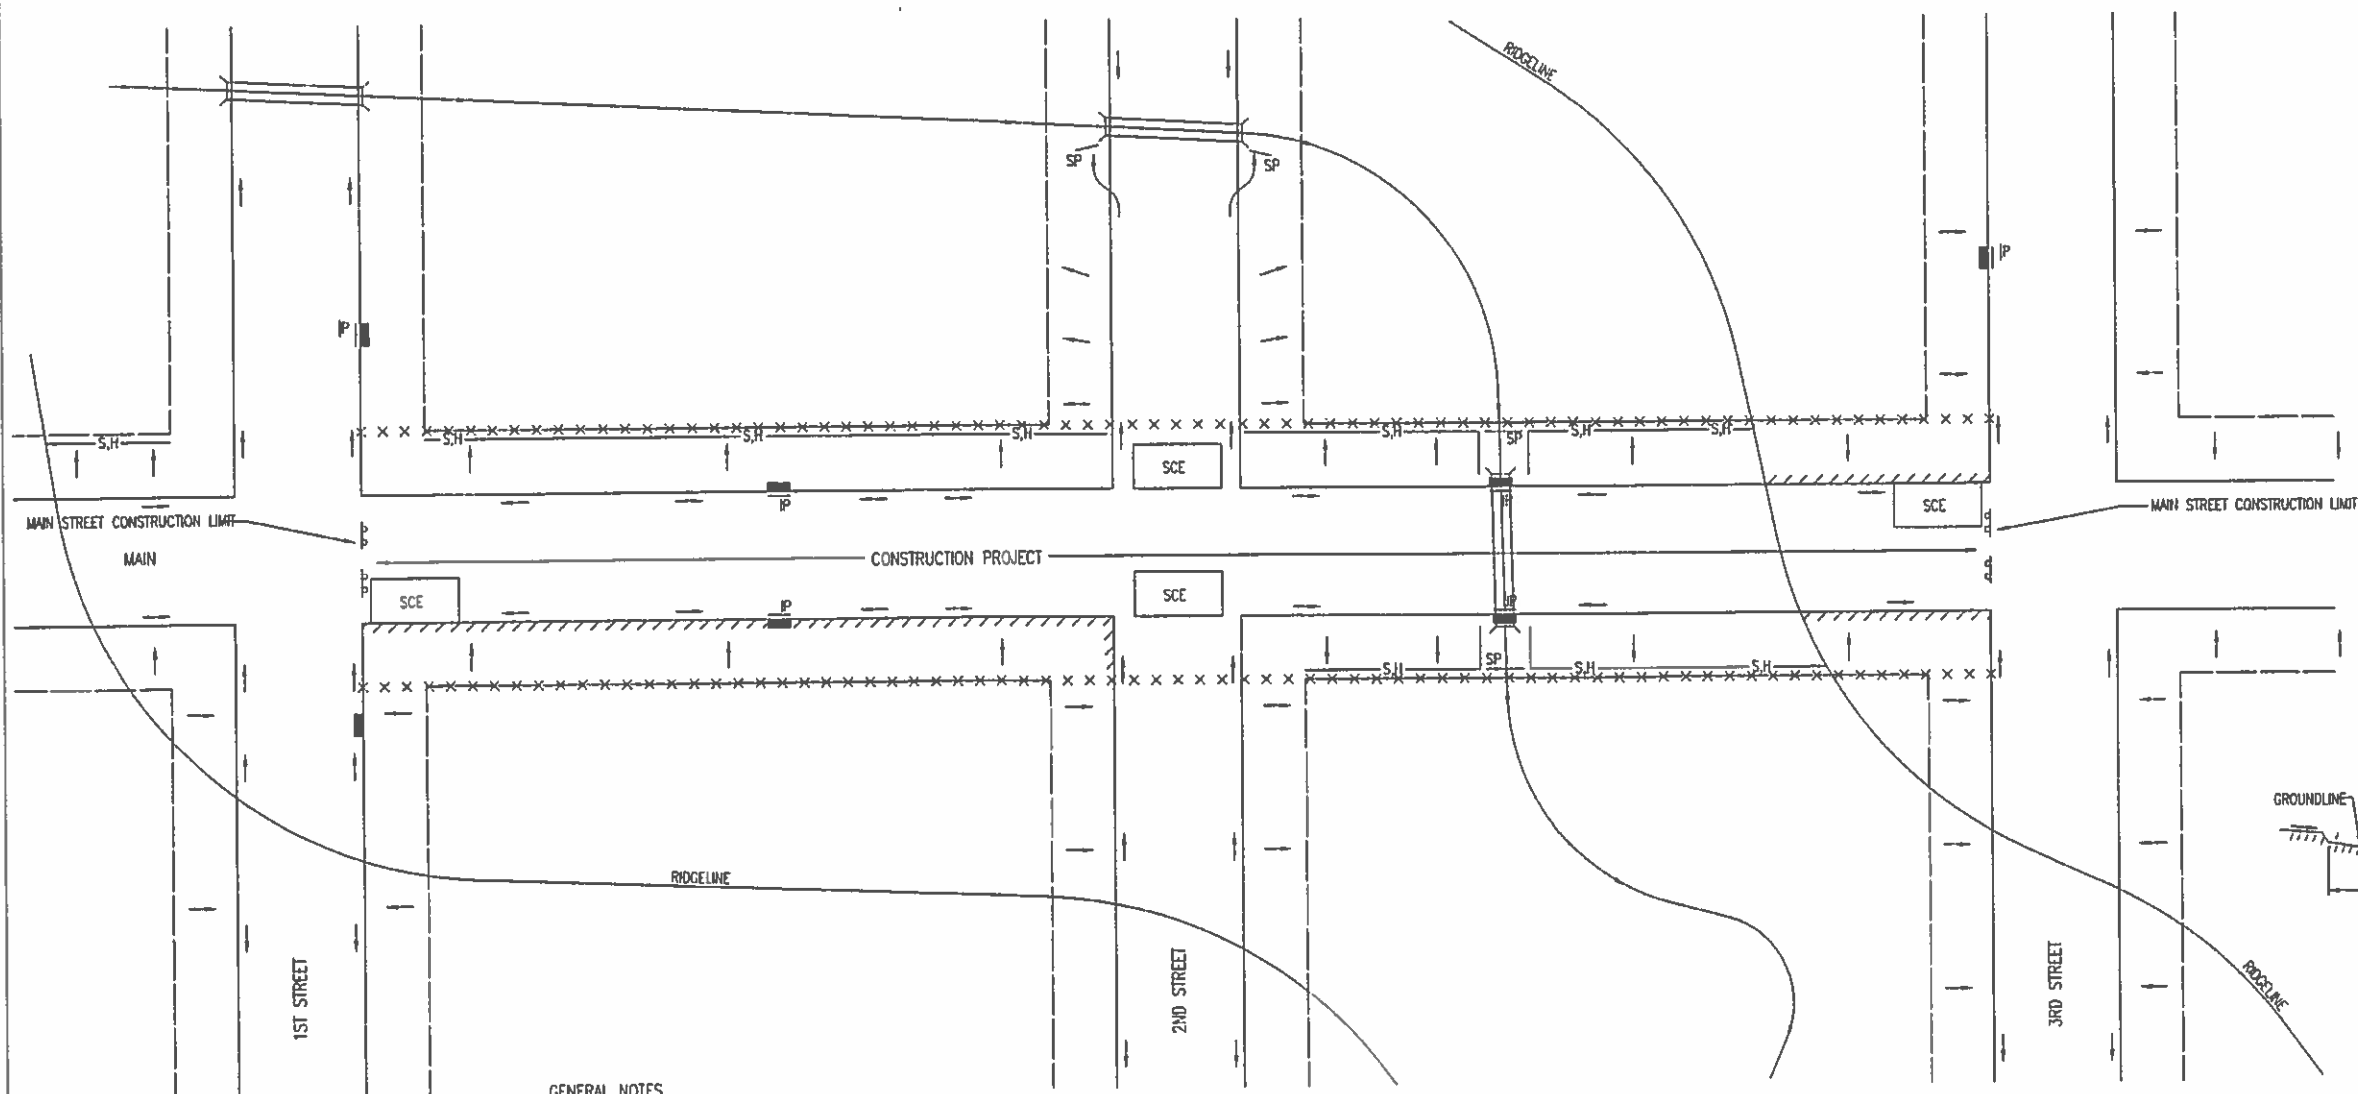 RIDGELINE
SP
SP
IP
IP
S,H
S,H
S,H
S,H
S,H
SP
S,H
S,H
SCE
SCE
MAIN STREET CONSTRUCTION LIMIT
MAIN STREET CONSTRUCTION LIMIT
IP
IP
MAIN
CONSTRUCTION PROJECT
SCE
SCE
IP
IP
S,H
SP
S,H
S,H
GROUNDLINE
RIDGELINE
1ST STREET
2ND STREET
3RD STREET
RIDGELINE
GENERAL NOTES